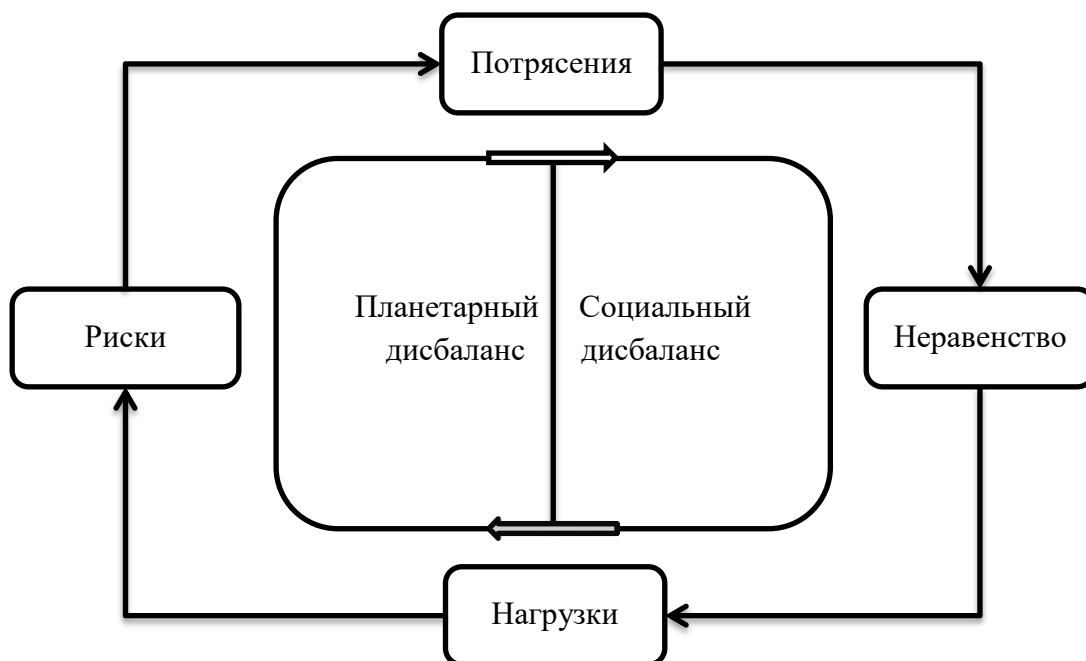 Потрясения
Планетарный
дисбаланс
Социальный
дисбаланс
Риски
Неравенство
Нагрузки